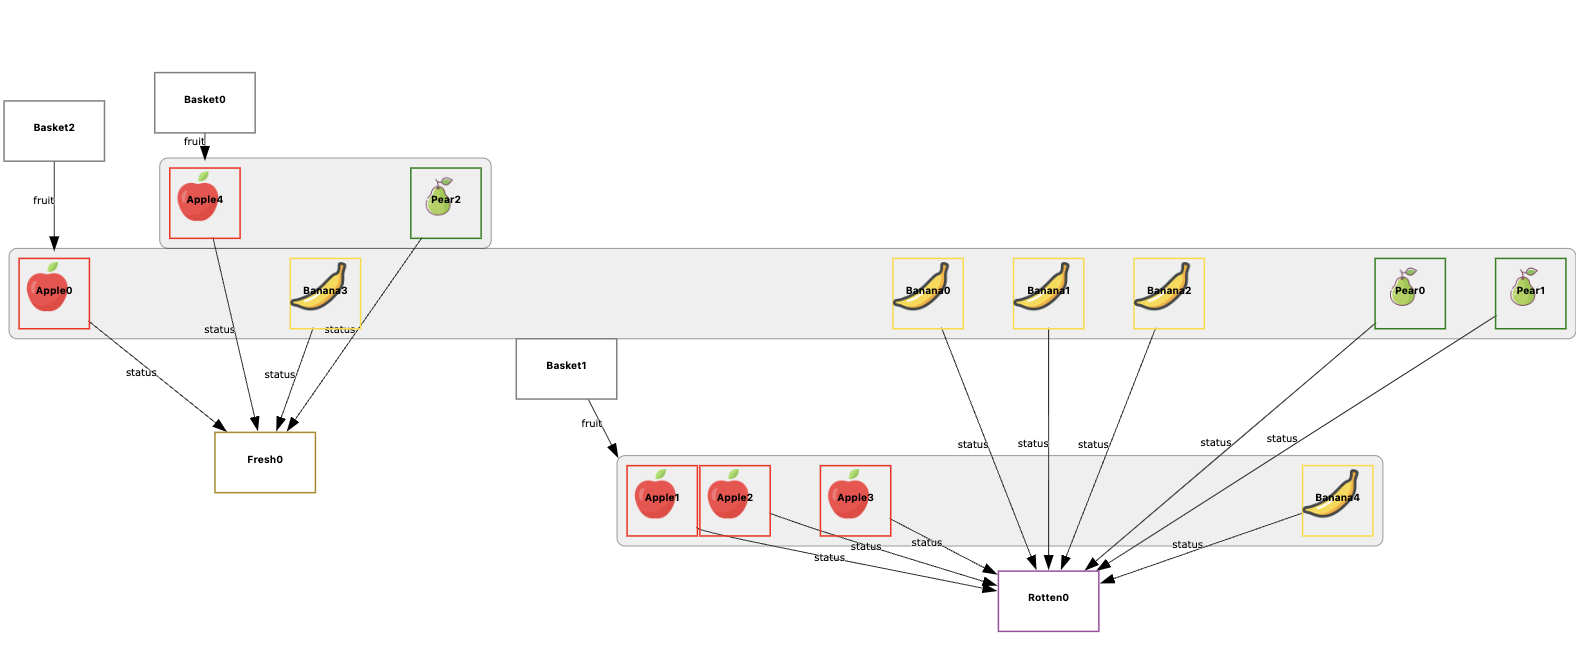 Basket0
Basket2
fruit
fruit
Apple4
Pear2
Apple0
Banana3
Banana0
Banana1
Banana2
Pear0
Pear1
status
status
Basket1
status
status
fruit
status
status
status
status
status
Fresh0
Apple1
Apple2
Apple3
Banana4
status
status
status
status
Rotten0